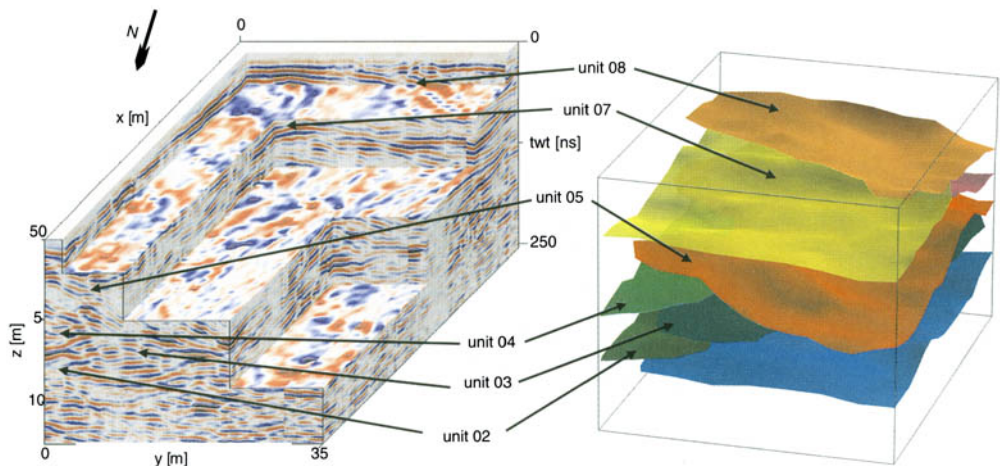 N
0
0
x [m]
twt [ns]
50
250
5
10
z [m]
0
y [m]
35
unit 08
unit 07
unit 05
unit 04
unit 03
unit 02